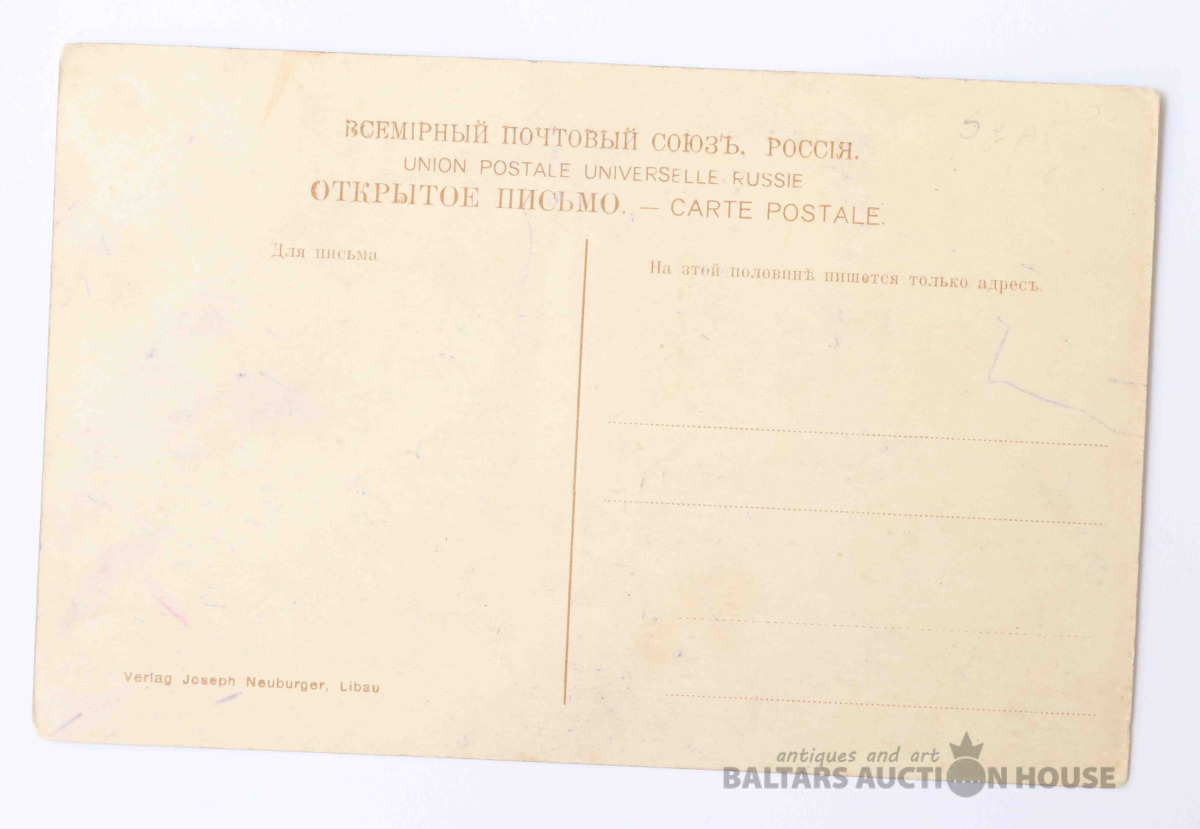 ВСЕМІРНЫЙ ПОЧТОВЫЙ СОЮЗЪ. РОССІЯ.
UNION POSTALE UNIVERSELLE. RUSSIE
ОТКРЫТОЕ ПИСЬМО. — CARTE POSTALE.
Для письма
На этой половинѣ пишется только адресъ.
Verlag Joseph Neuburger, Libau
antiques and art
BALTARS AUCTION HOUSE